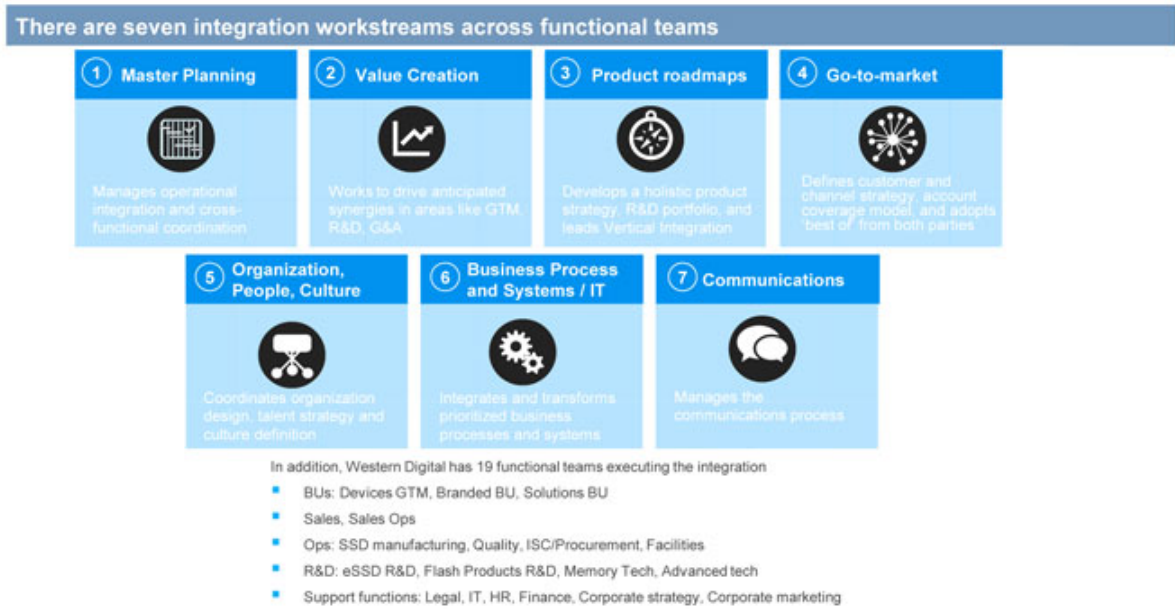 There are seven integration workstreams across functional teams
1 Master Planning
Manages operational
integration and cross-
functional coordination
2 Value Creation
Works to drive anticipated
synergies in areas like GTM,
R&D, G&A
3 Product roadmaps
Develops a holistic product
strategy, R&D portfolio, and
leads Vertical Integration
4 Go-to-market
Defines customer and
channel strategy, account
coverage model, and adopts
'best of' from both parties
5 Organization,
People, Culture
Coordinates organization
design, talent strategy and
culture definition
6 Business Process
and Systems / IT
Integrates and transforms
prioritized business
processes and systems
7 Communications
Manages the
communications process
In addition, Western Digital has 19 functional teams executing the integration
BUs: Devices GTM, Branded BU, Solutions BU
Sales, Sales Ops
Ops: SSD manufacturing, Quality, ISC/Procurement, Facilities
R&D: eSSD R&D, Flash Products R&D, Memory Tech, Advanced tech
Support functions: Legal, IT, HR, Finance, Corporate strategy, Corporate marketing